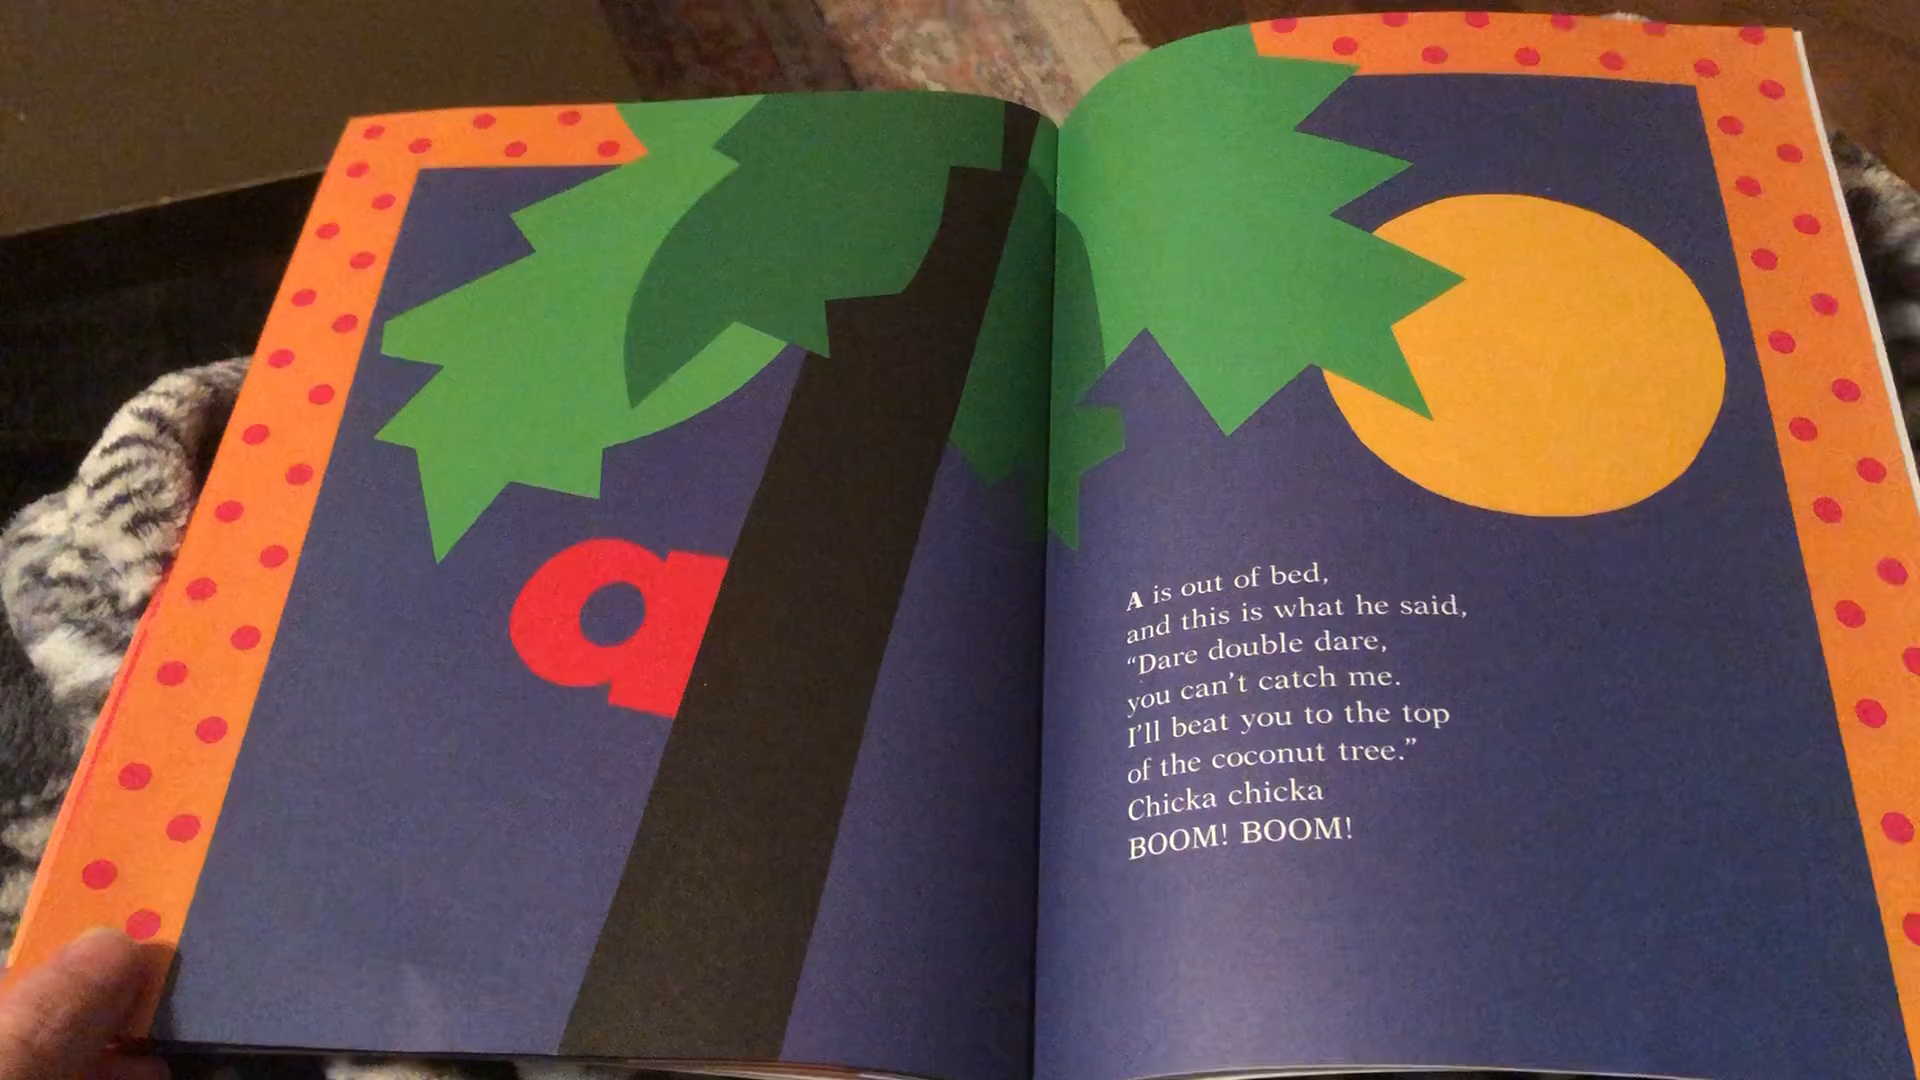 a
A is out of bed,
and this is what he said,
“Dare double dare,
you can't catch me.
I'll beat you to the top
of the coconut tree.”
Chicka chicka
BOOM! BOOM!